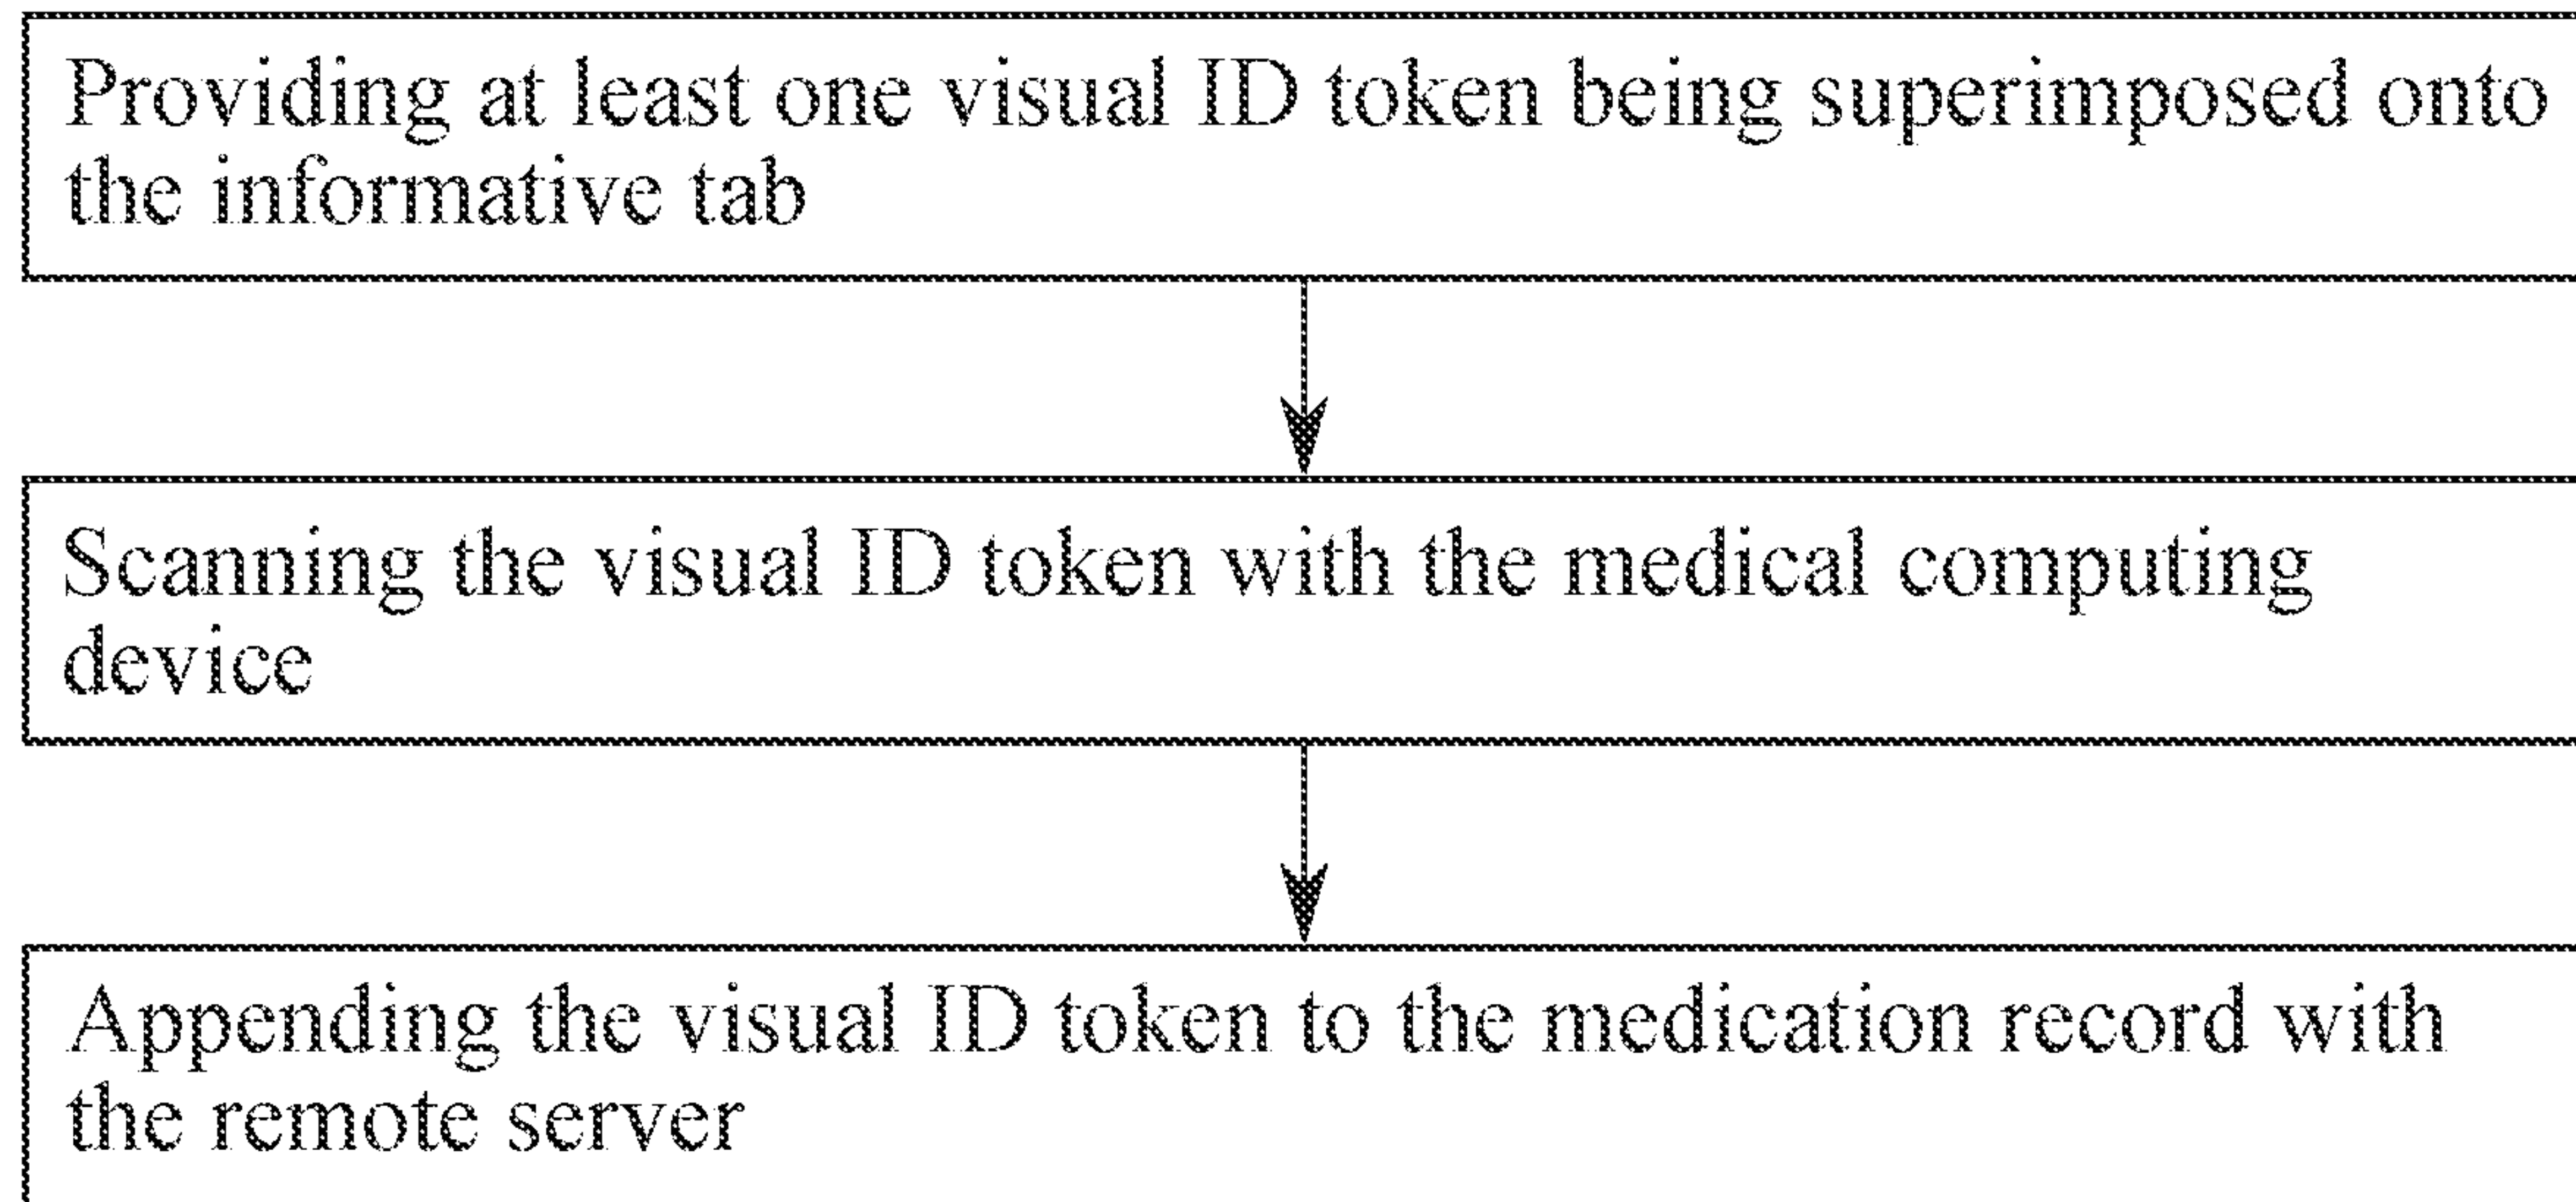 Providing at least one visual ID token being superimposed onto
the informative tab
Scanning the visual ID token with the medical computing
device
Appending the visual ID token to the medication record with
the remote server